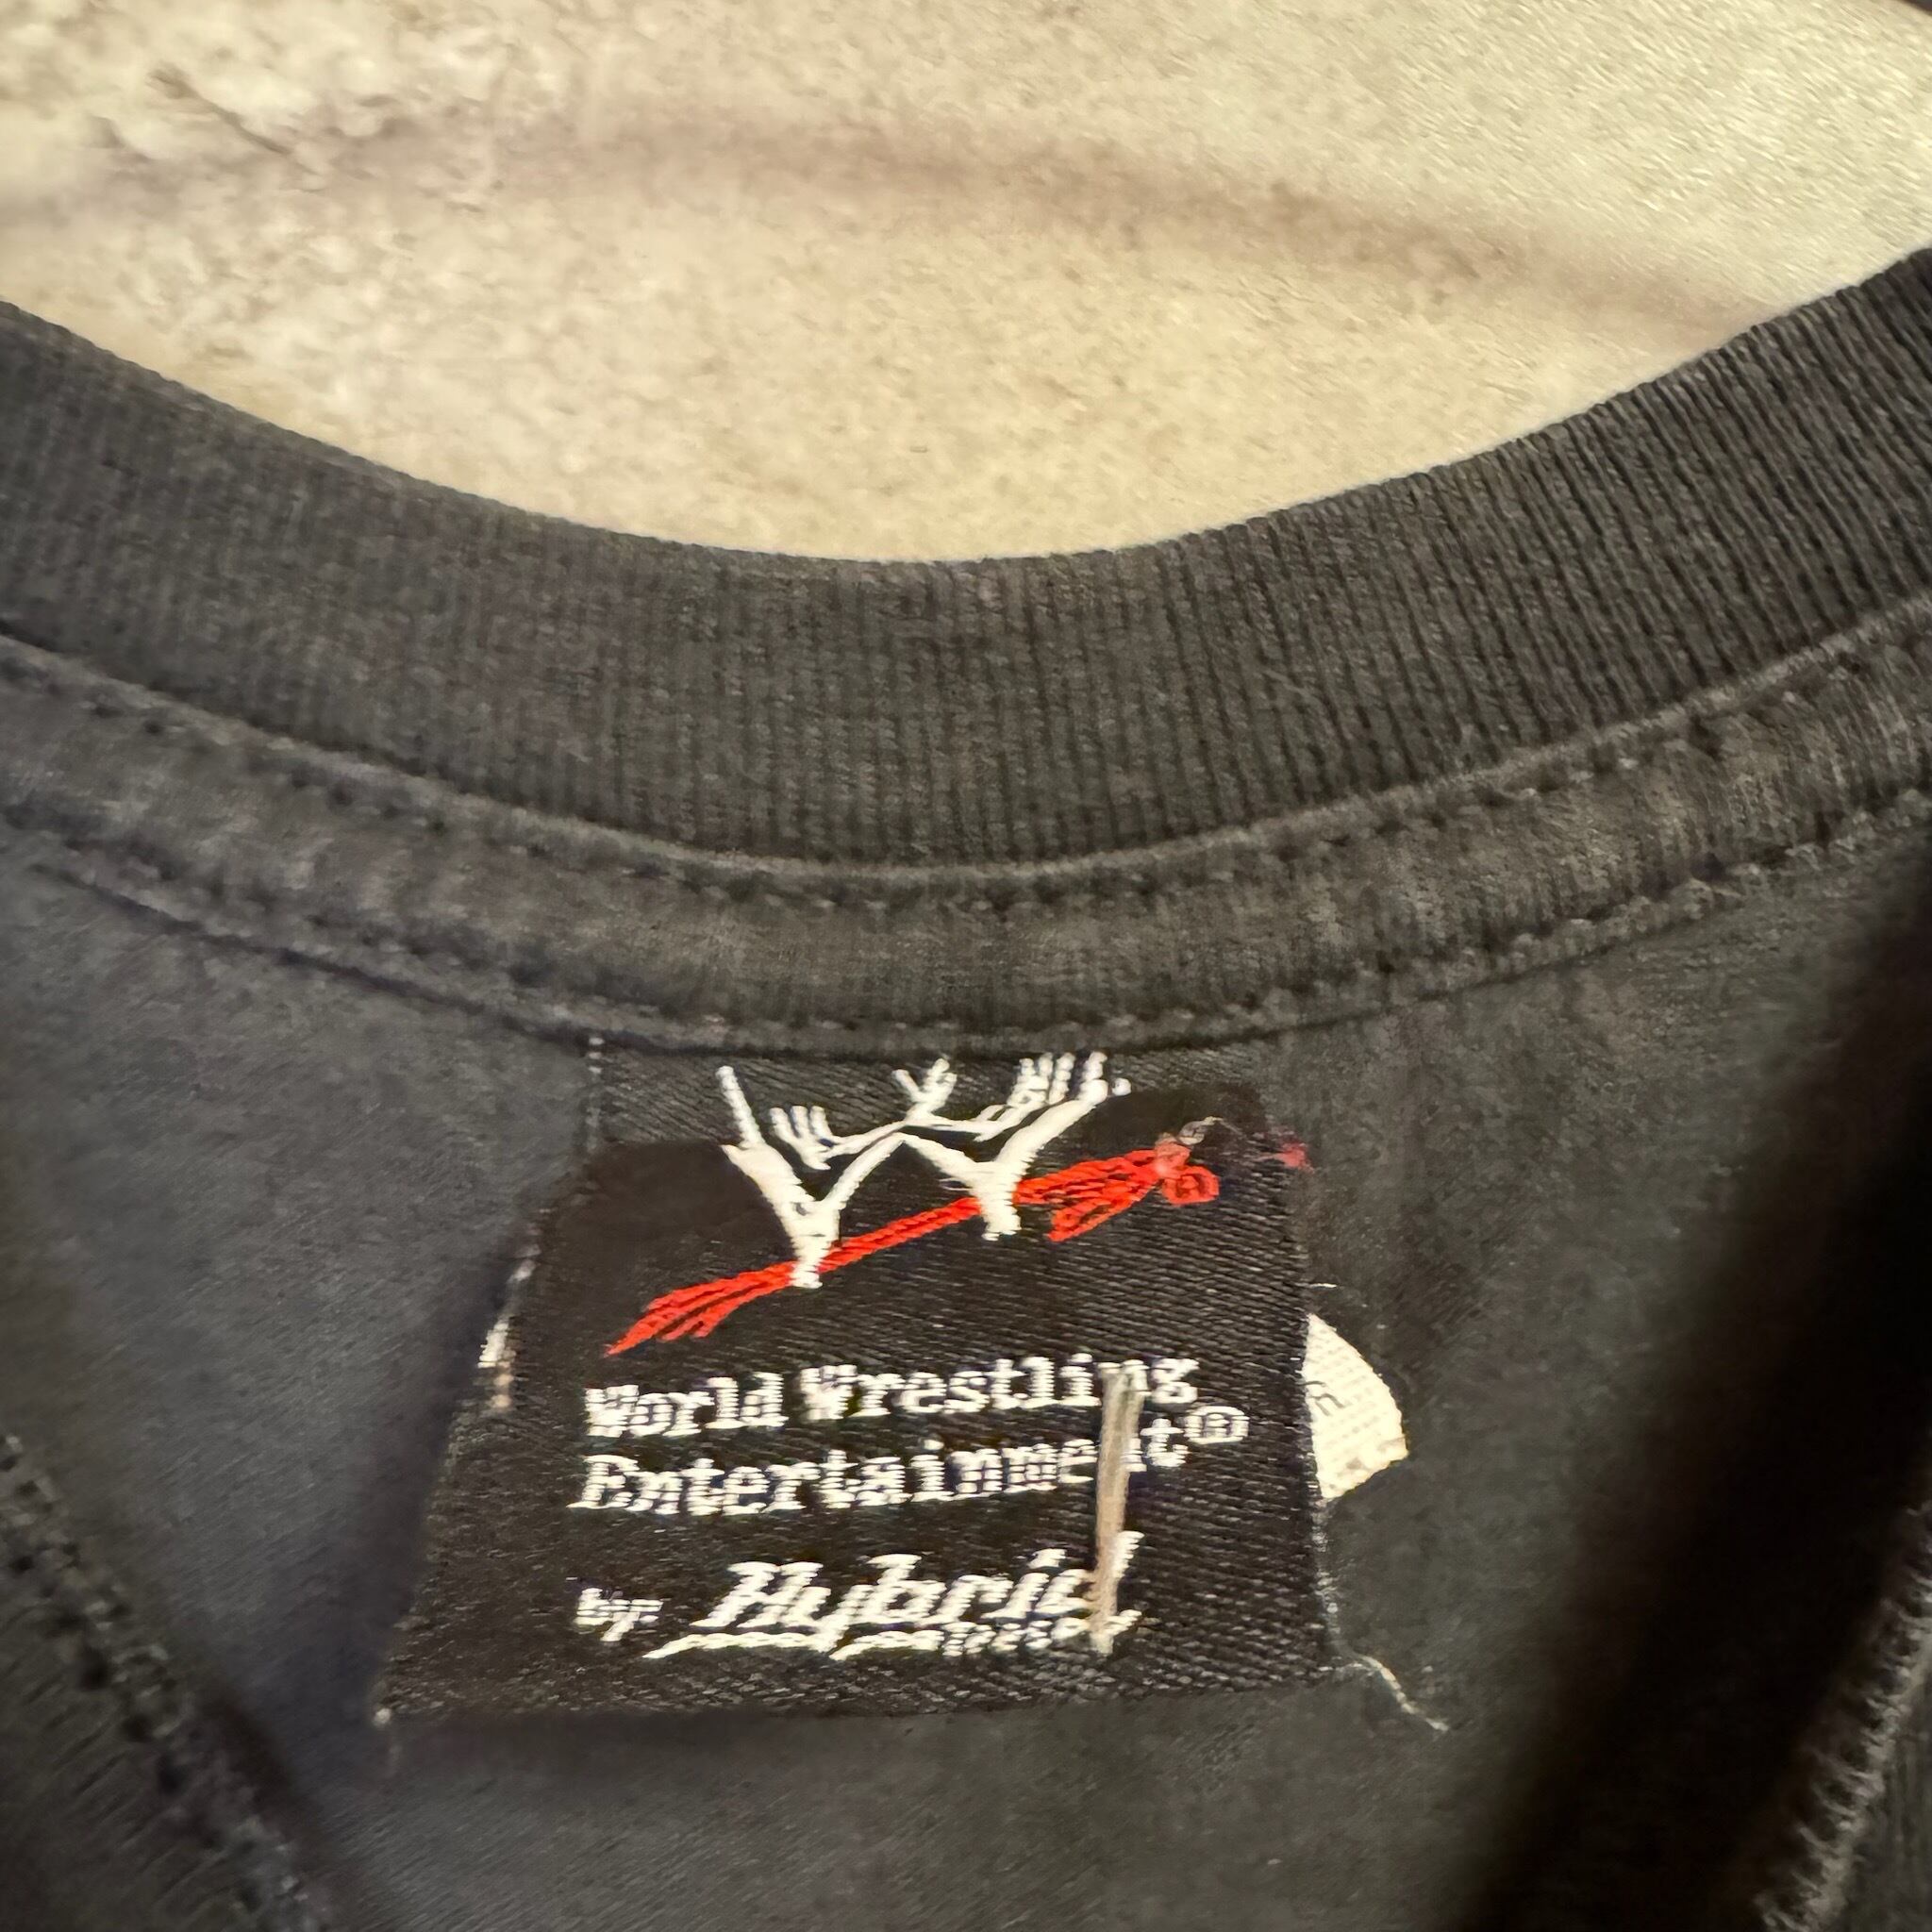 World Wrestling
Entertainment®
by: Hybrid